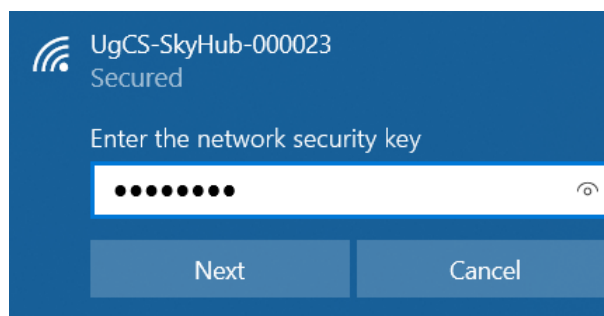 UgCS-SkyHub-000023
Secured
Enter the network security key
●●●●●●●●
Next
Cancel